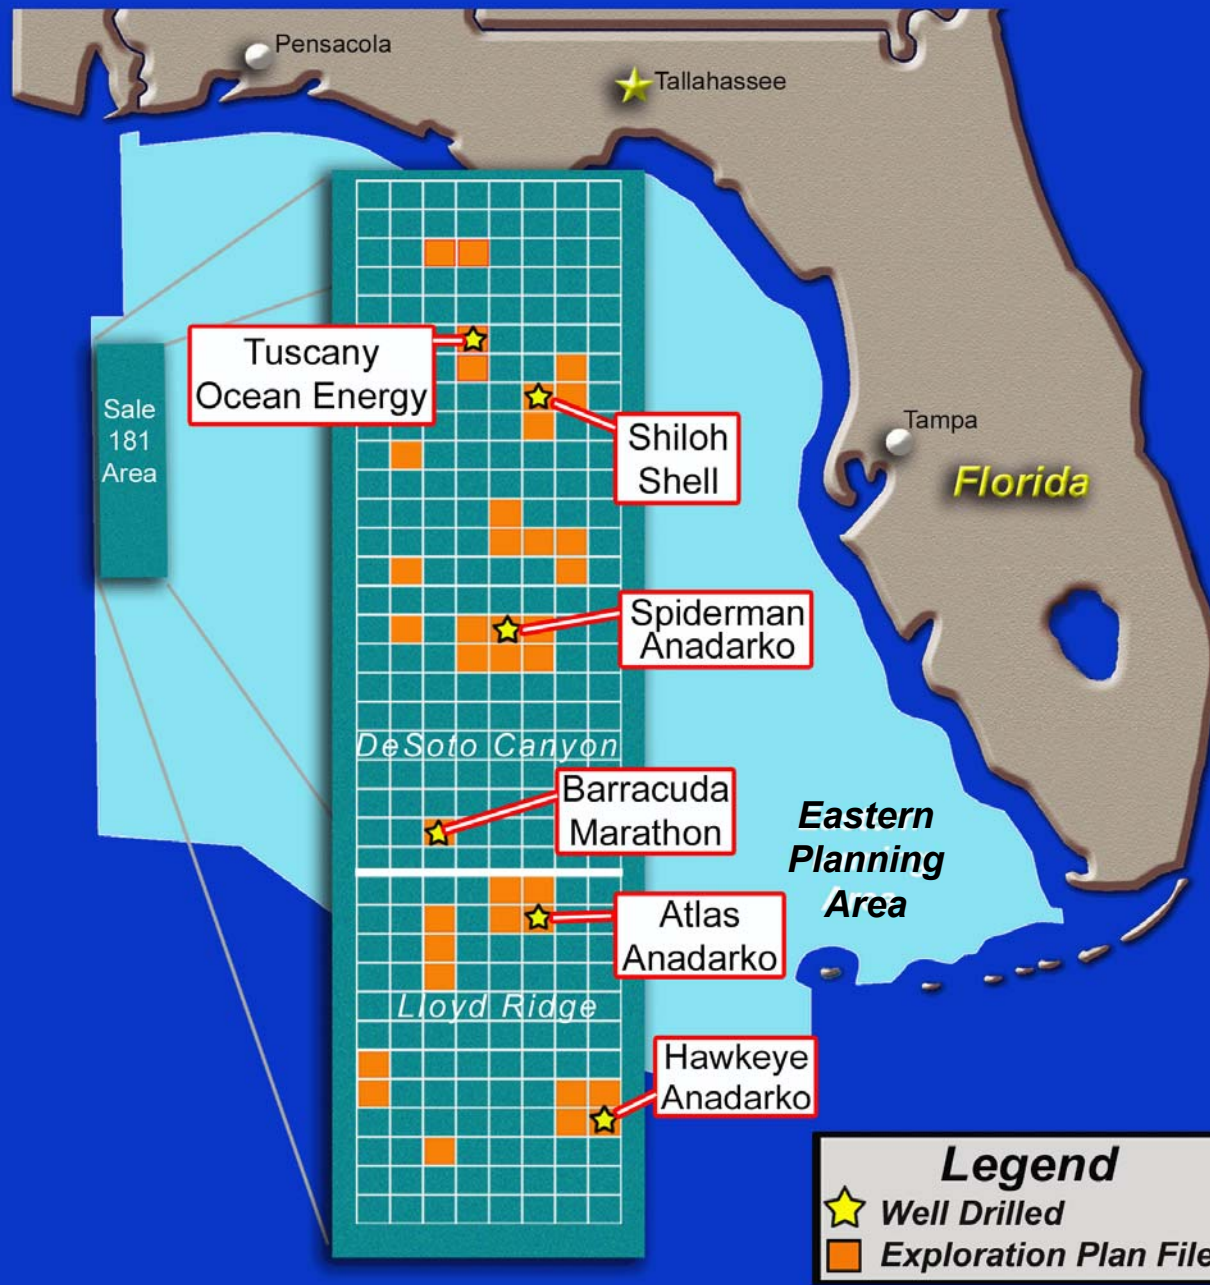 Pensacola
Tallahassee
Tuscany
Ocean Energy
Sale
181
Area
Shiloh
Shell
Tampa
Florida
Spiderman
Anadarko
DeSoto Canyon
Barracuda
Marathon
Eastern
Planning
Area
Atlas
Anadarko
Lloyd Ridge
Hawkeye
Anadarko
Legend
Well Drilled
Exploration Plan File